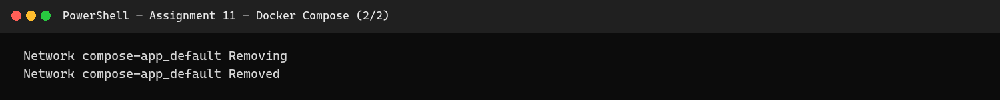 PowerShell — Assignment 11 - Docker Compose (2/2)
Network compose-app_default Removing
Network compose-app_default Removed